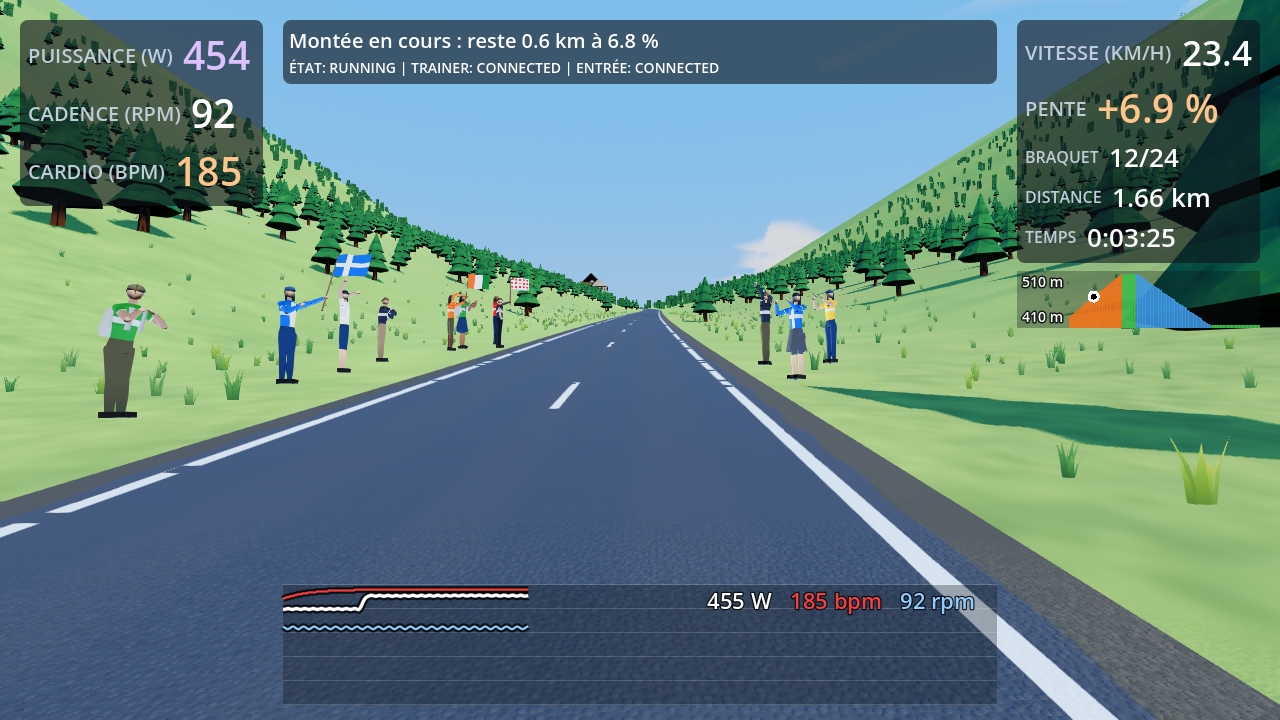 PUISSANCE (W) 454
CADENCE (RPM) 92
CARDIO (BPM) 185
Montée en cours : reste 0.6 km à 6.8 %
ÉTAT: RUNNING | TRAINER: CONNECTED | ENTRÉE: CONNECTED
VITESSE (KM/H) 23.4
PENTE +6.9 %
BRAQUET 12/24
DISTANCE 1.66 km
TEMPS 0:03:25
510 m
410 m
455 W 185 bpm 92 rpm